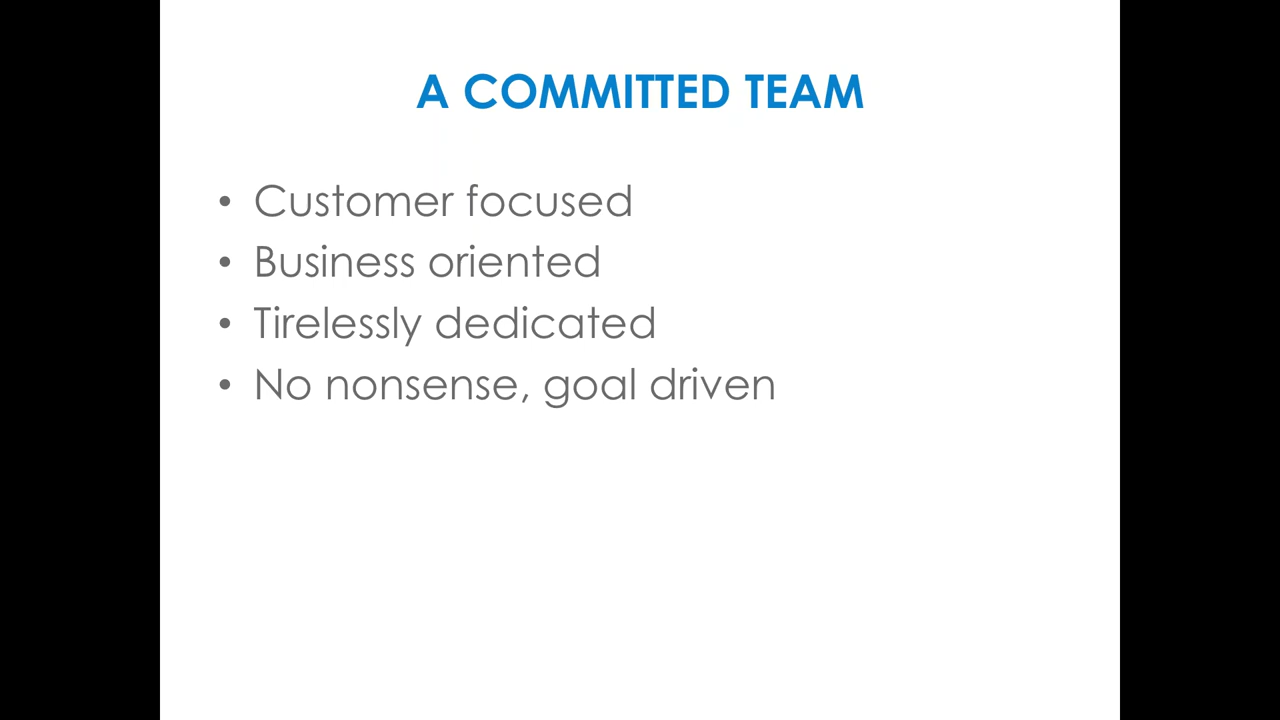 A COMMITTED TEAM
• Customer focused
• Business oriented
• Tirelessly dedicated
• No nonsense, goal driven